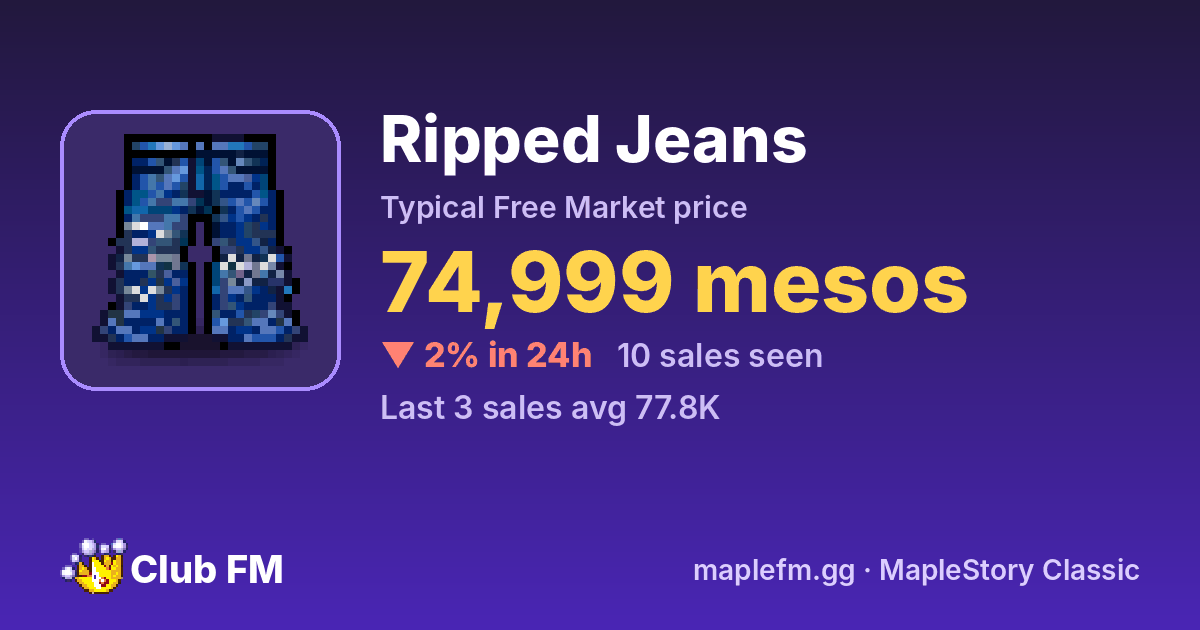 Ripped Jeans
Typical Free Market price
74,999 mesos
▼ 2% in 24h 10 sales seen
Last 3 sales avg 77.8K
Club FM
maplefm.gg · MapleStory Classic